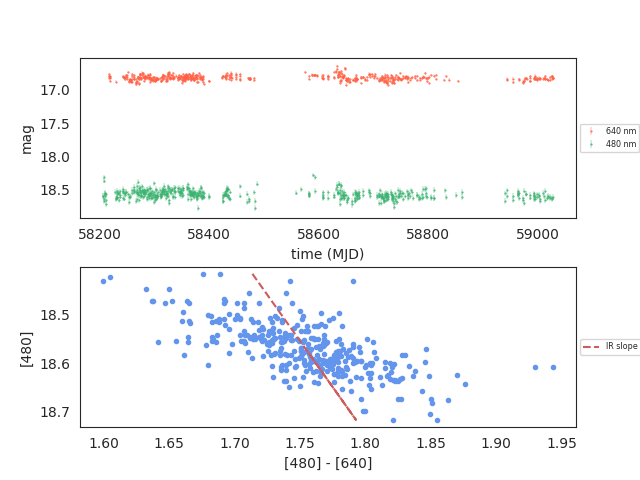 17.0
17.5
18.0
18.5
mag
58200 58400 58600 58800 59000
time (MJD)
640 nm
480 nm
18.5
18.6
18.7
[480]
1.60 1.65 1.70 1.75 1.80 1.85 1.90 1.95
[480] - [640]
IR slope